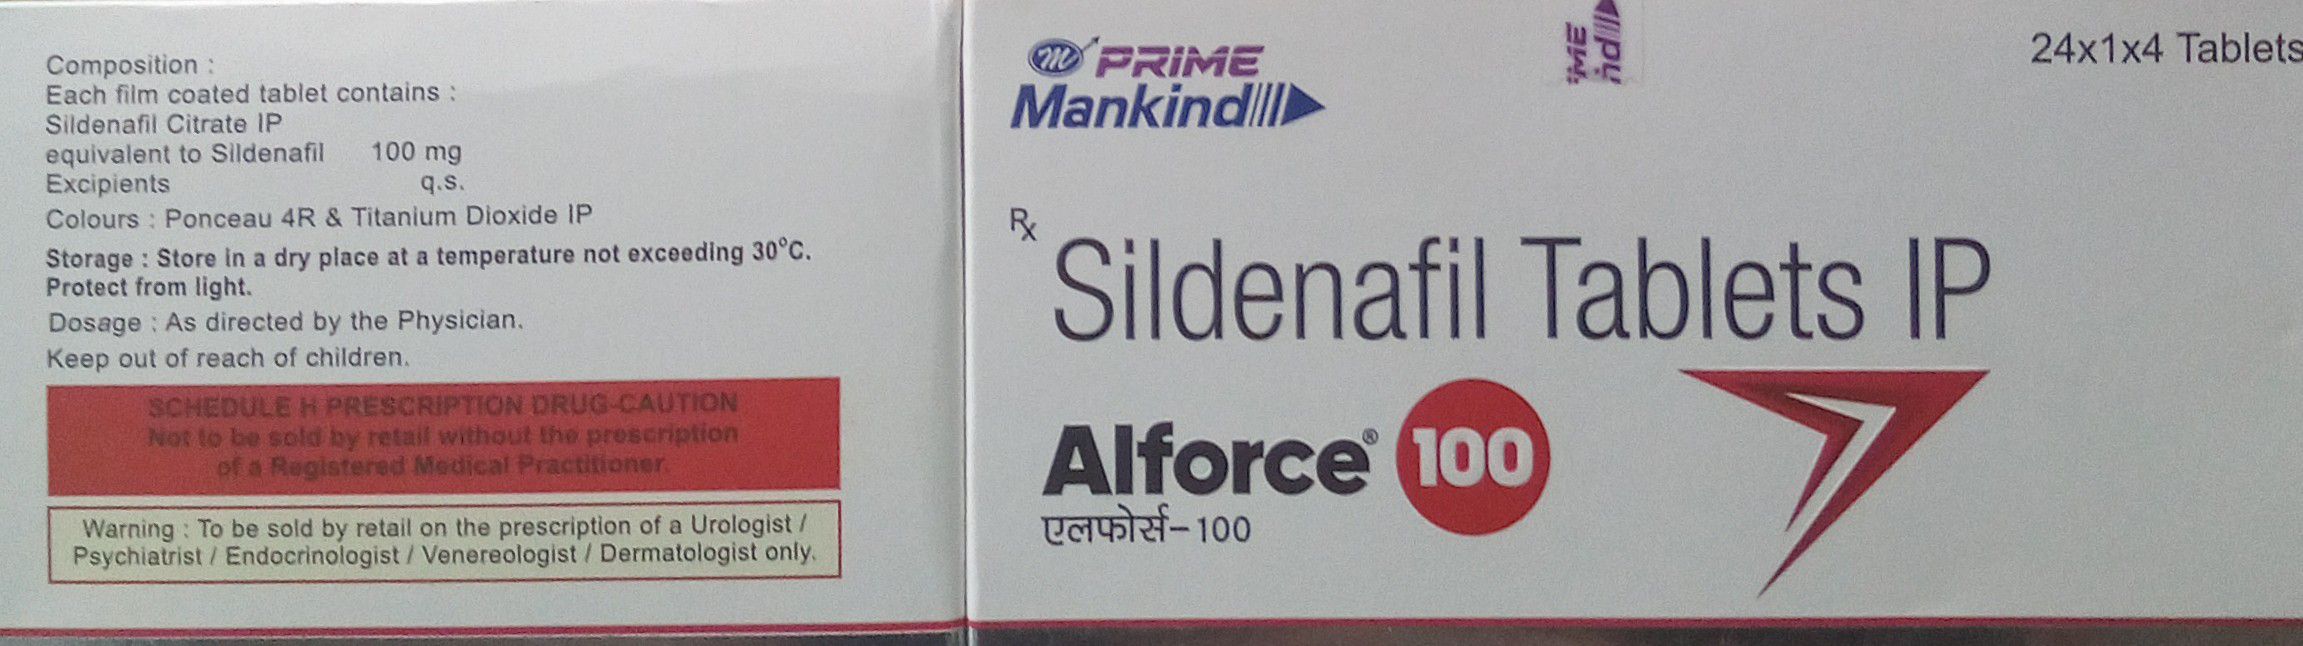 Composition :
Each film coated tablet contains :
Sildenafil Citrate IP
equivalent to Sildenafil 100 mg
Excipients q.s.
Colours : Ponceau 4R & Titanium Dioxide IP
Storage : Store in a dry place at a temperature not exceeding 30°C.
Protect from light.
Dosage : As directed by the Physician.
Keep out of reach of children.
SCHEDULE H PRESCRIPTION DRUG-CAUTION
Not to be sold by retail without the prescription
of a Registered Medical Practitioner.
Warning : To be sold by retail on the prescription of a Urologist /
Psychiatrist / Endocrinologist / Venereologist / Dermatologist only.
m PRIME
Mankind
24x1x4 Tablets
Rx
Sildenafil Tablets IP
Alforce® 100
एलफोर्स-100